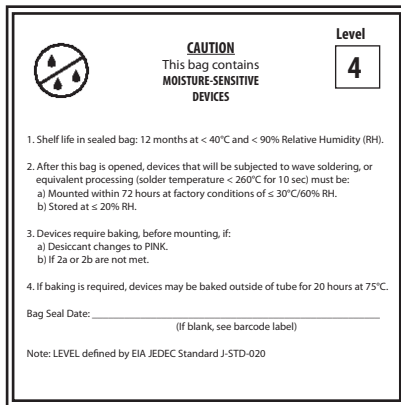 Level
4
CAUTION
This bag contains
MOISTURE-SENSITIVE
DEVICES
1. Shelf life in sealed bag: 12 months at < 40°C and < 90% Relative Humidity (RH).
2. After this bag is opened, devices that will be subjected to wave soldering, or
equivalent processing (solder temperature < 260°C for 10 sec) must be:
a) Mounted within 72 hours at factory conditions of ≤ 30°C/60% RH.
b) Stored at ≤ 20% RH.
3. Devices require baking, before mounting, if:
a) Desiccant changes to PINK.
b) If 2a or 2b are not met.
4. If baking is required, devices may be baked outside of tube for 20 hours at 75°C.
Bag Seal Date: ______________________________________________
(If blank, see barcode label)
Note: LEVEL defined by EIA JEDEC Standard J-STD-020